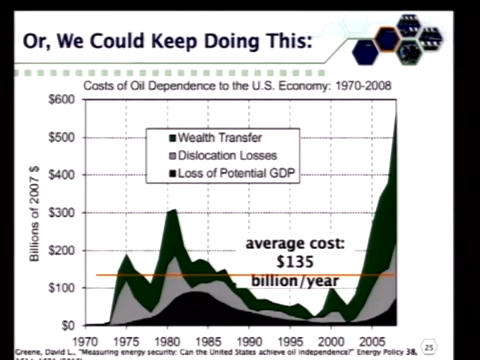 Or, We Could Keep Doing This:
Costs of Oil Dependence to the U.S. Economy: 1970-2008
$600
$500
$400
$300
$200
$100
$0
Billions of 2007 $
Wealth Transfer
Dislocation Losses
Loss of Potential GDP
average cost:
$135
billion/year
1970 1975 1980 1985 1990 1995 2000 2005
Greene, David L., "Measuring energy security: Can the United States achieve oil independence?" Energy Policy 38,
25